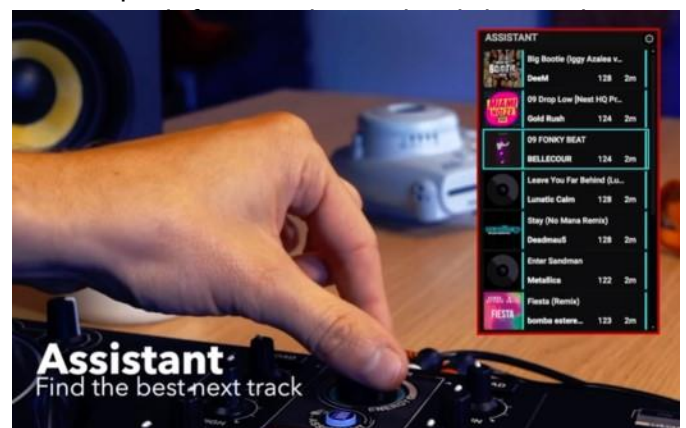 ASSISTANT
Big Bootie (Iggy Azalea v...
DeeM 128 2m
09 Drop Low [Nest HQ Pr...
Gold Rush 124 2m
09 FONKY BEAT
BELLECOUR 124 2m
Leave You Far Behind (Lu...
Lunatic Calm 128 2m
Stay (No Mana Remix)
Deadmau5 128 2m
Enter Sandman
Metallica 122 2m
Fiesta (Remix)
FIESTA
bomba estere... 123 2m
Assistant
Find the best next track